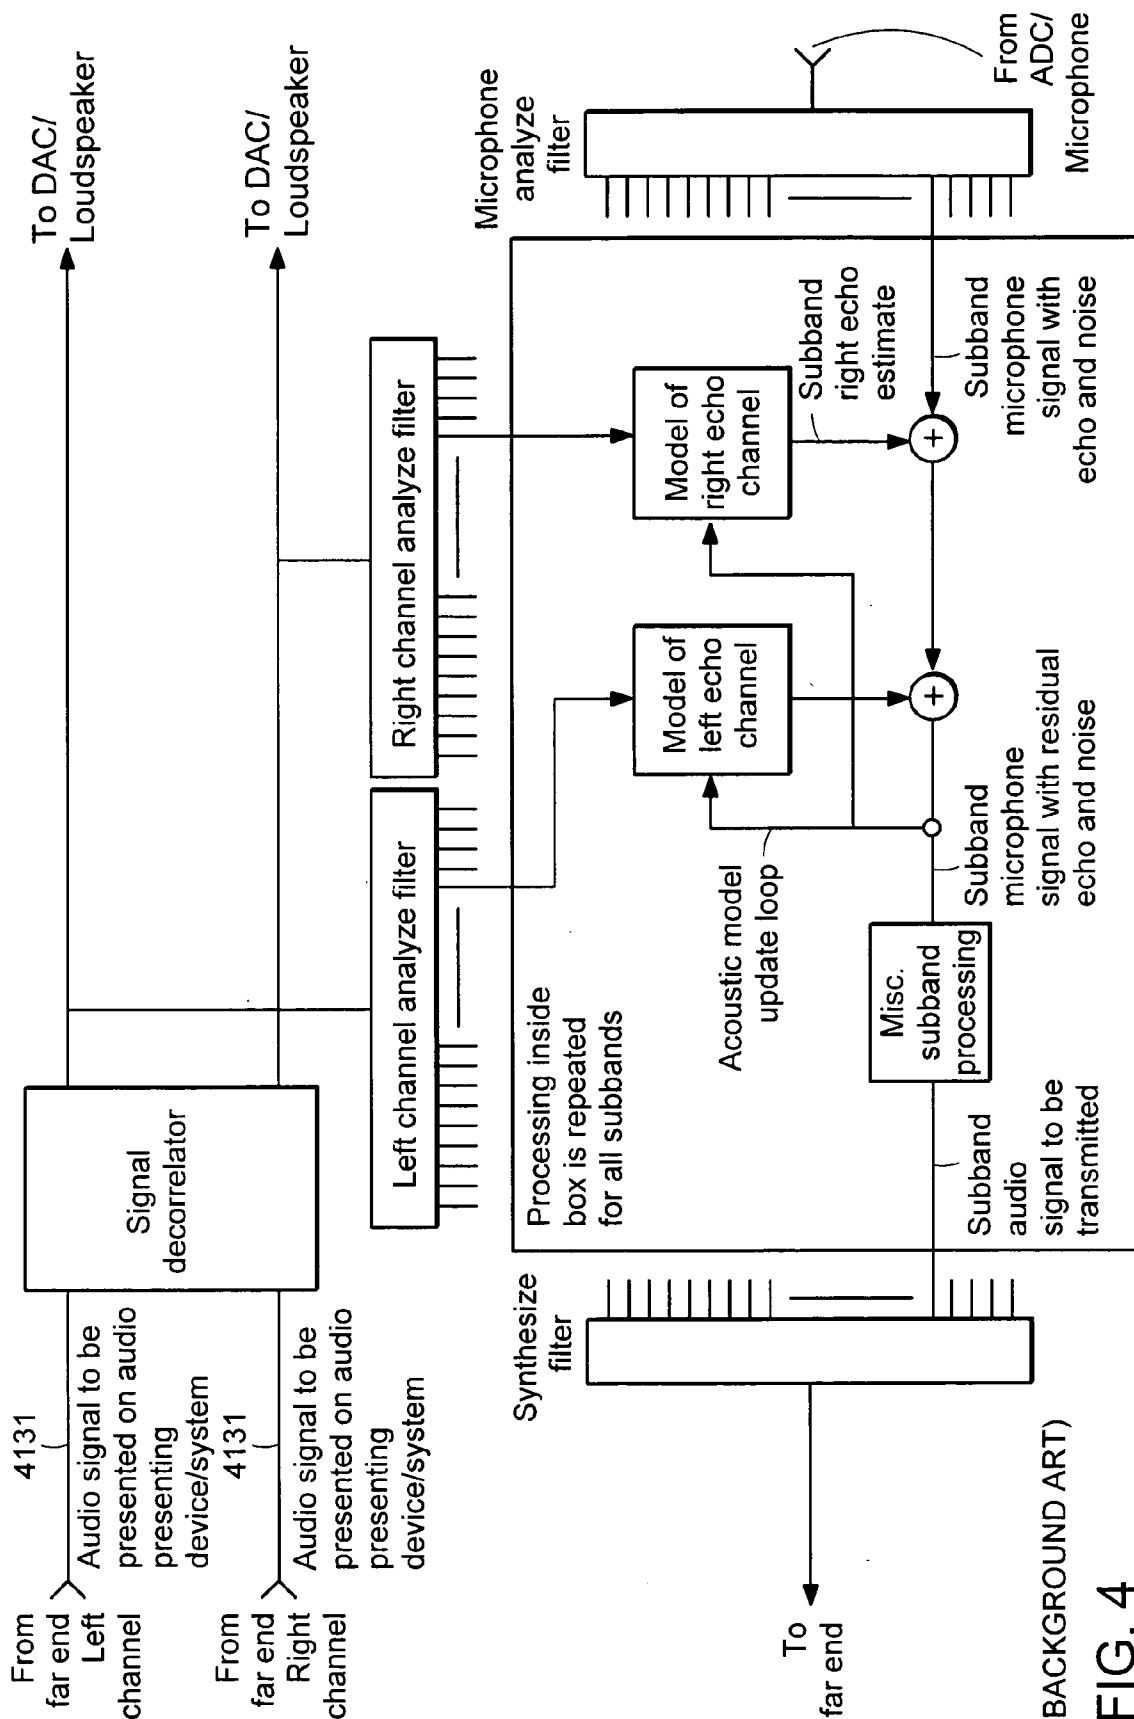 From
far end
Left
channel
4131
Audio signal to be
presented on audio
presenting
device/system
From
far end
Right
channel
4131
Audio signal to be
presented on audio
presenting
device/system
Signal
decorrelator
To DAC/
Loudspeaker
To DAC/
Loudspeaker
Left channel analyze filter
Right channel analyze filter
Processing inside
box is repeated
for all subbands
Model of
left echo
channel
Model of
right echo
channel
Subband
right echo
estimate
Acoustic model
update loop
Microphone
analyze
filter
From
ADC/
Microphone
Subband
microphone
signal with
echo and noise
+
+
Subband
microphone
signal with residual
echo and noise
Misc.
subband
processing
Subband
audio
signal to be
transmitted
Synthesize
filter
To
far end
BACKGROUND ART)
FIG. 4